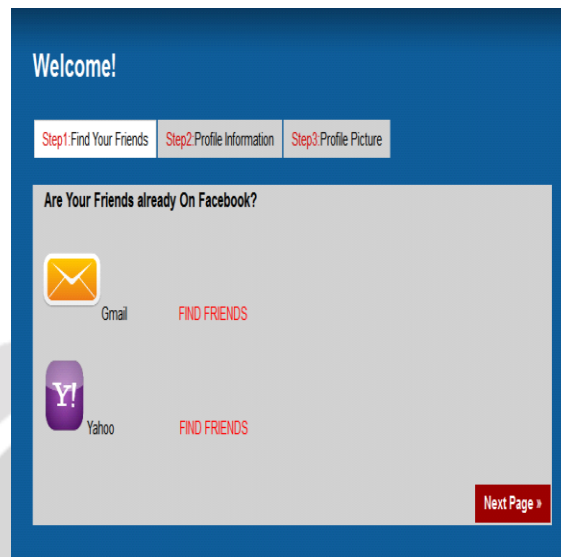 Welcome!
Step1:Find Your Friends Step2:Profile Information Step3:Profile Picture
Are Your Friends already On Facebook?
Gmail FIND FRIENDS
Y!
Yahoo FIND FRIENDS
Next Page »